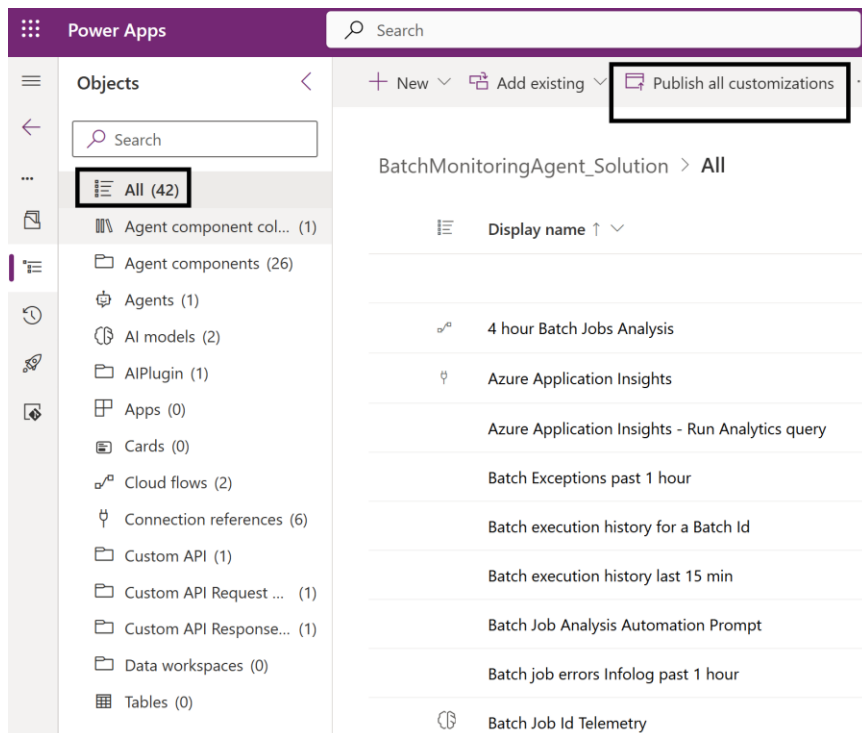 Power Apps
Search
Objects
New
Add existing
Publish all customizations
Search
BatchMonitoringAgent_Solution > All
All (42)
Agent component col... (1)
Agent components (26)
Agents (1)
AI models (2)
AIPlugin (1)
Apps (0)
Cards (0)
Cloud flows (2)
Connection references (6)
Custom API (1)
Custom API Request ... (1)
Custom API Response... (1)
Data workspaces (0)
Tables (0)
Display name ↑
4 hour Batch Jobs Analysis
Azure Application Insights
Azure Application Insights - Run Analytics query
Batch Exceptions past 1 hour
Batch execution history for a Batch Id
Batch execution history last 15 min
Batch Job Analysis Automation Prompt
Batch job errors Infolog past 1 hour
Batch Job Id Telemetry